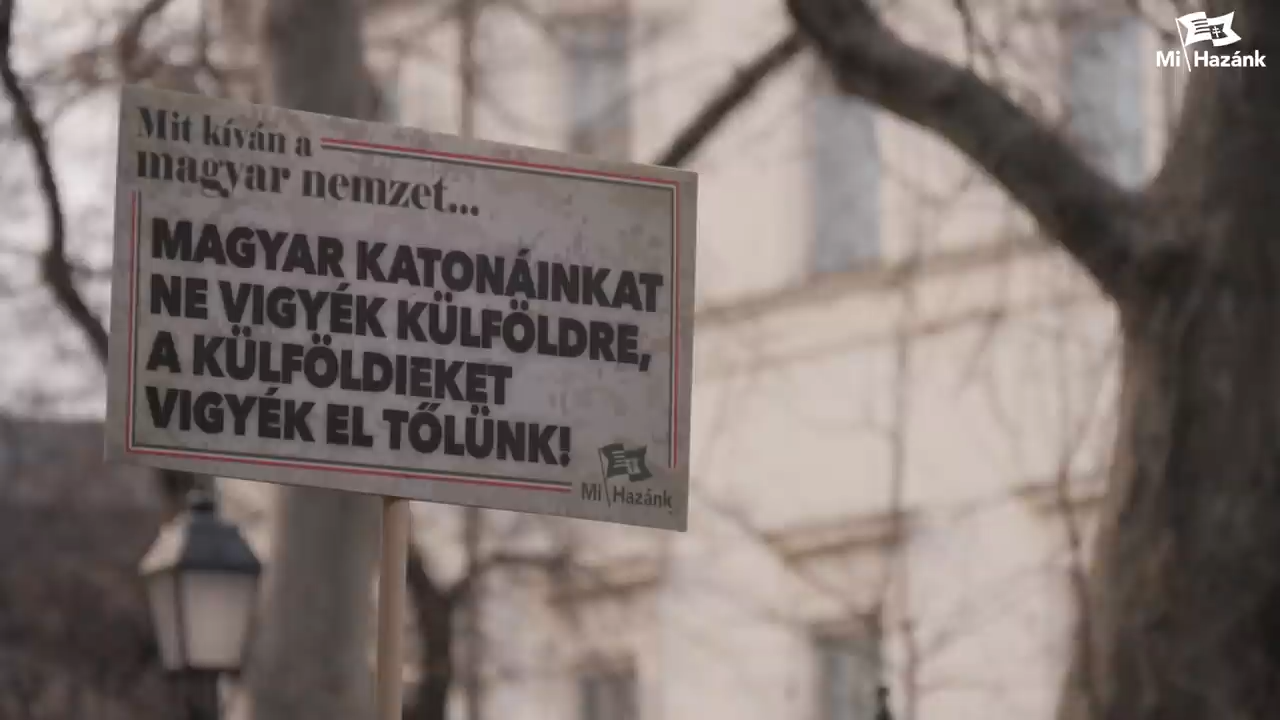 Mi Hazánk
Mit kíván a
magyar nemzet...
MAGYAR KATONÁINKAT
NE VIGYÉK KÜLFÖLDRE,
A KÜLFÖLDIEKET
VIGYÉK EL TŐLÜNK!
Mi Hazánk